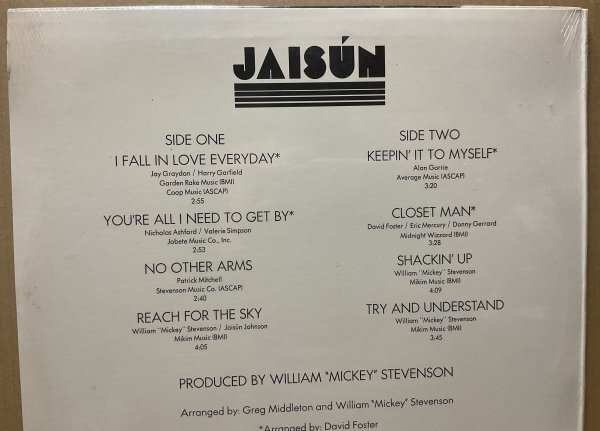 JAISÚN
SIDE ONE
I FALL IN LOVE EVERYDAY*
Jay Graydon / Harry Garfield
Garden Rake Music (BMI)
Coop Music (ASCAP)
2:55
YOU'RE ALL I NEED TO GET BY*
Nicholas Ashford / Valerie Simpson
Jobete Music Co., Inc.
2:53
NO OTHER ARMS
Patrick Mitchell
Stevenson Music Co. (ASCAP)
2:40
REACH FOR THE SKY
William "Mickey" Stevenson / Jaisún Johnson
Mikim Music (BMI)
4:05
SIDE TWO
KEEPIN' IT TO MYSELF*
Alan Gorrie
Average Music (ASCAP)
3:20
CLOSET MAN*
David Foster / Eric Mercury / Donny Gerrard
Midnight Wizzard (BMI)
3:28
SHACKIN' UP
William "Mickey" Stevenson
Mikim Music (BMI)
4:09
TRY AND UNDERSTAND
William "Mickey" Stevenson
Mikim Music (BMI)
3:45
PRODUCED BY WILLIAM "MICKEY" STEVENSON
Arranged by: Greg Middleton and William "Mickey" Stevenson
*Arranged by: David Foster